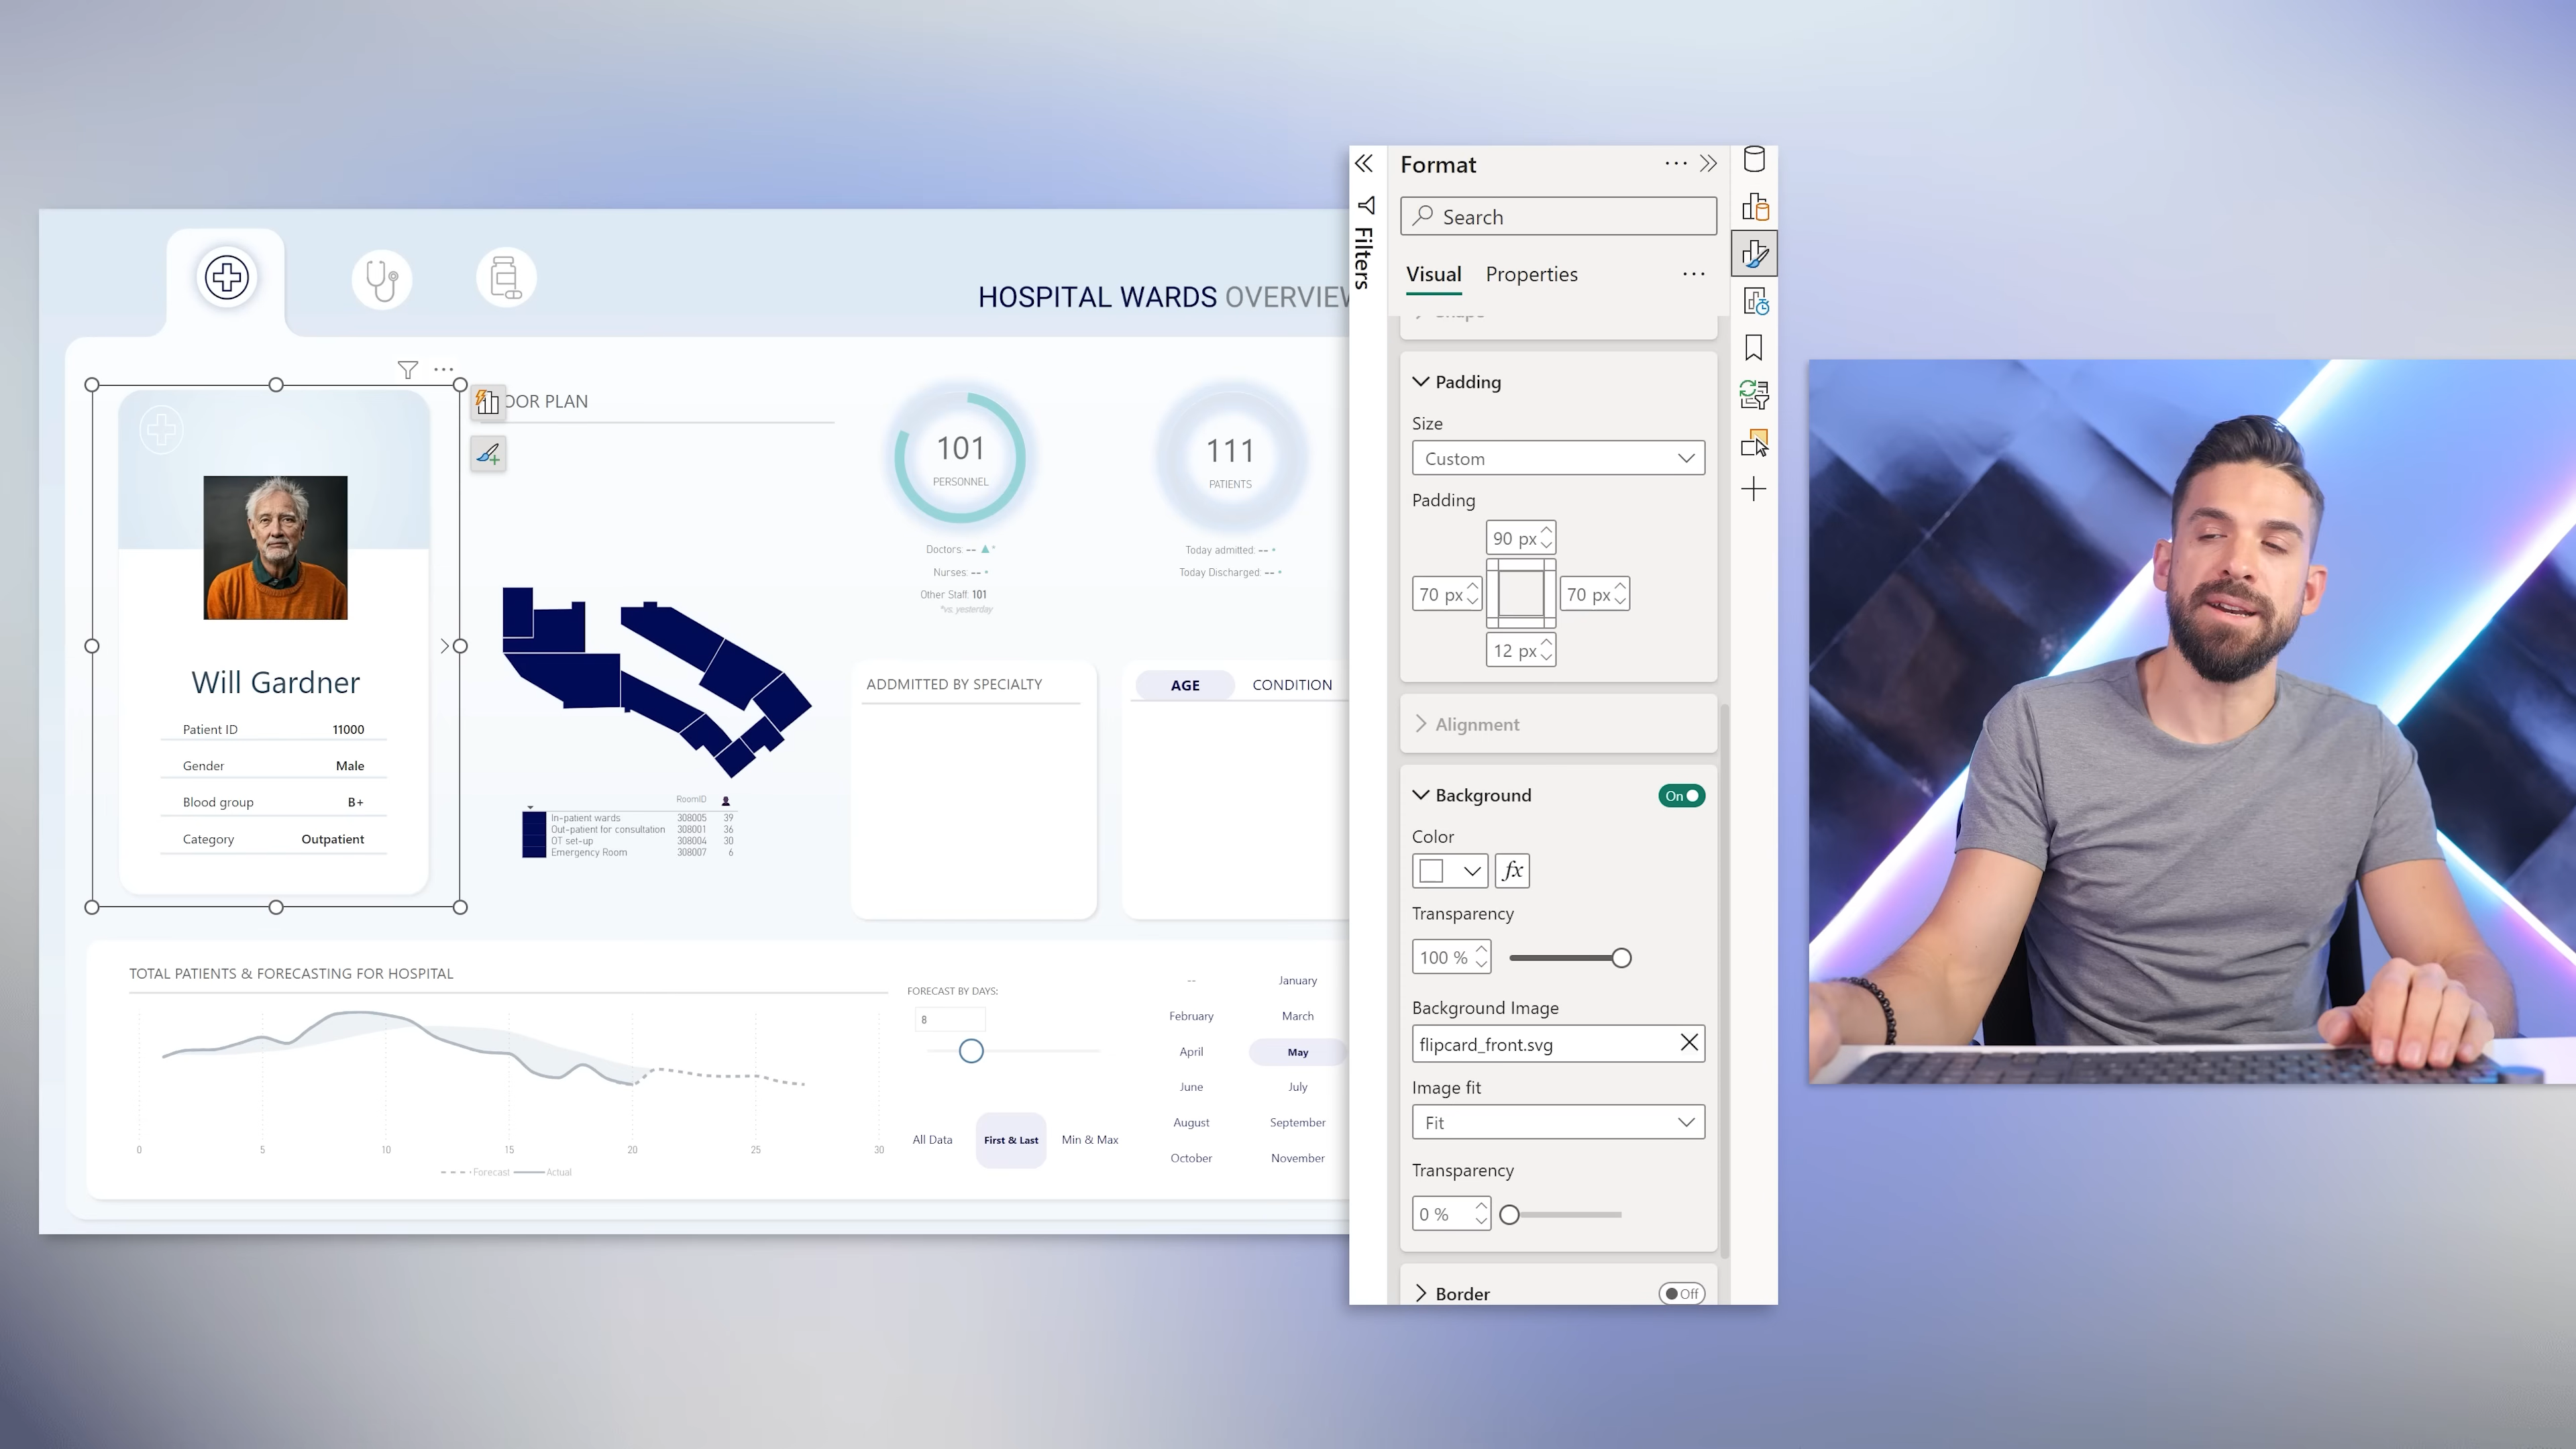 HOSPITAL WARDS OVERVIEW
OOR PLAN
Will Gardner
Patient ID 11000
Gender Male
Blood group B+
Category Outpatient
RoomID
In-patient wards 308005 39
Out-patient for consultation 308001 36
OT set-up 308004 30
Emergency Room 308007 6
101
PERSONNEL
Doctors: -- ▲*
Nurses: -- *
Other Staff: 101
*vs. yesterday
111
PATIENTS
Today admitted: -- *
Today Discharged: -- *
ADDMITTED BY SPECIALTY
AGE CONDITION
TOTAL PATIENTS & FORECASTING FOR HOSPITAL
0 5 10 15 20 25 30
Forecast Actual
FORECAST BY DAYS:
8
All Data First & Last Min & Max
-- January
February March
April May
June July
August September
October November
Filters
Format
Search
Visual Properties
Shape
Padding
Size
Custom
Padding
90 px
70 px 70 px
12 px
Alignment
Background On
Color
fx
Transparency
100 %
Background Image
flipcard_front.svg
Image fit
Fit
Transparency
0 %
Border Off